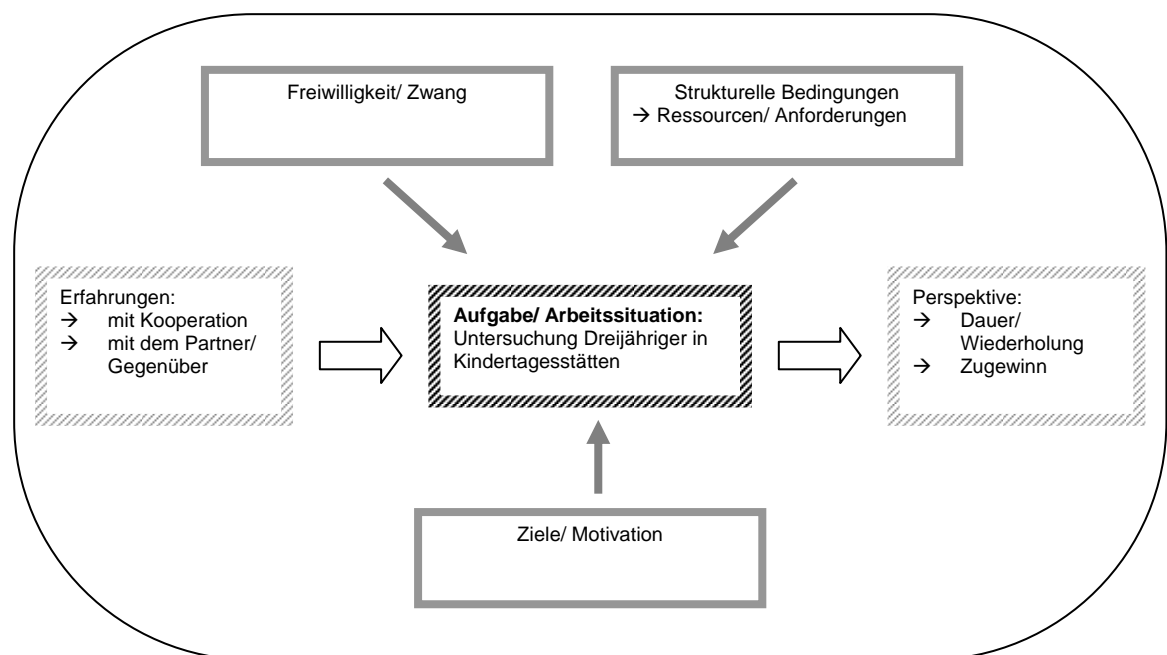 Freiwilligkeit/ Zwang
Strukturelle Bedingungen
→ Ressourcen/ Anforderungen
Erfahrungen:
→ mit Kooperation
→ mit dem Partner/
Gegenüber
Aufgabe/ Arbeitssituation:
Untersuchung Dreijähriger in
Kindertagesstätten
Perspektive:
→ Dauer/
Wiederholung
→ Zugewinn
Ziele/ Motivation